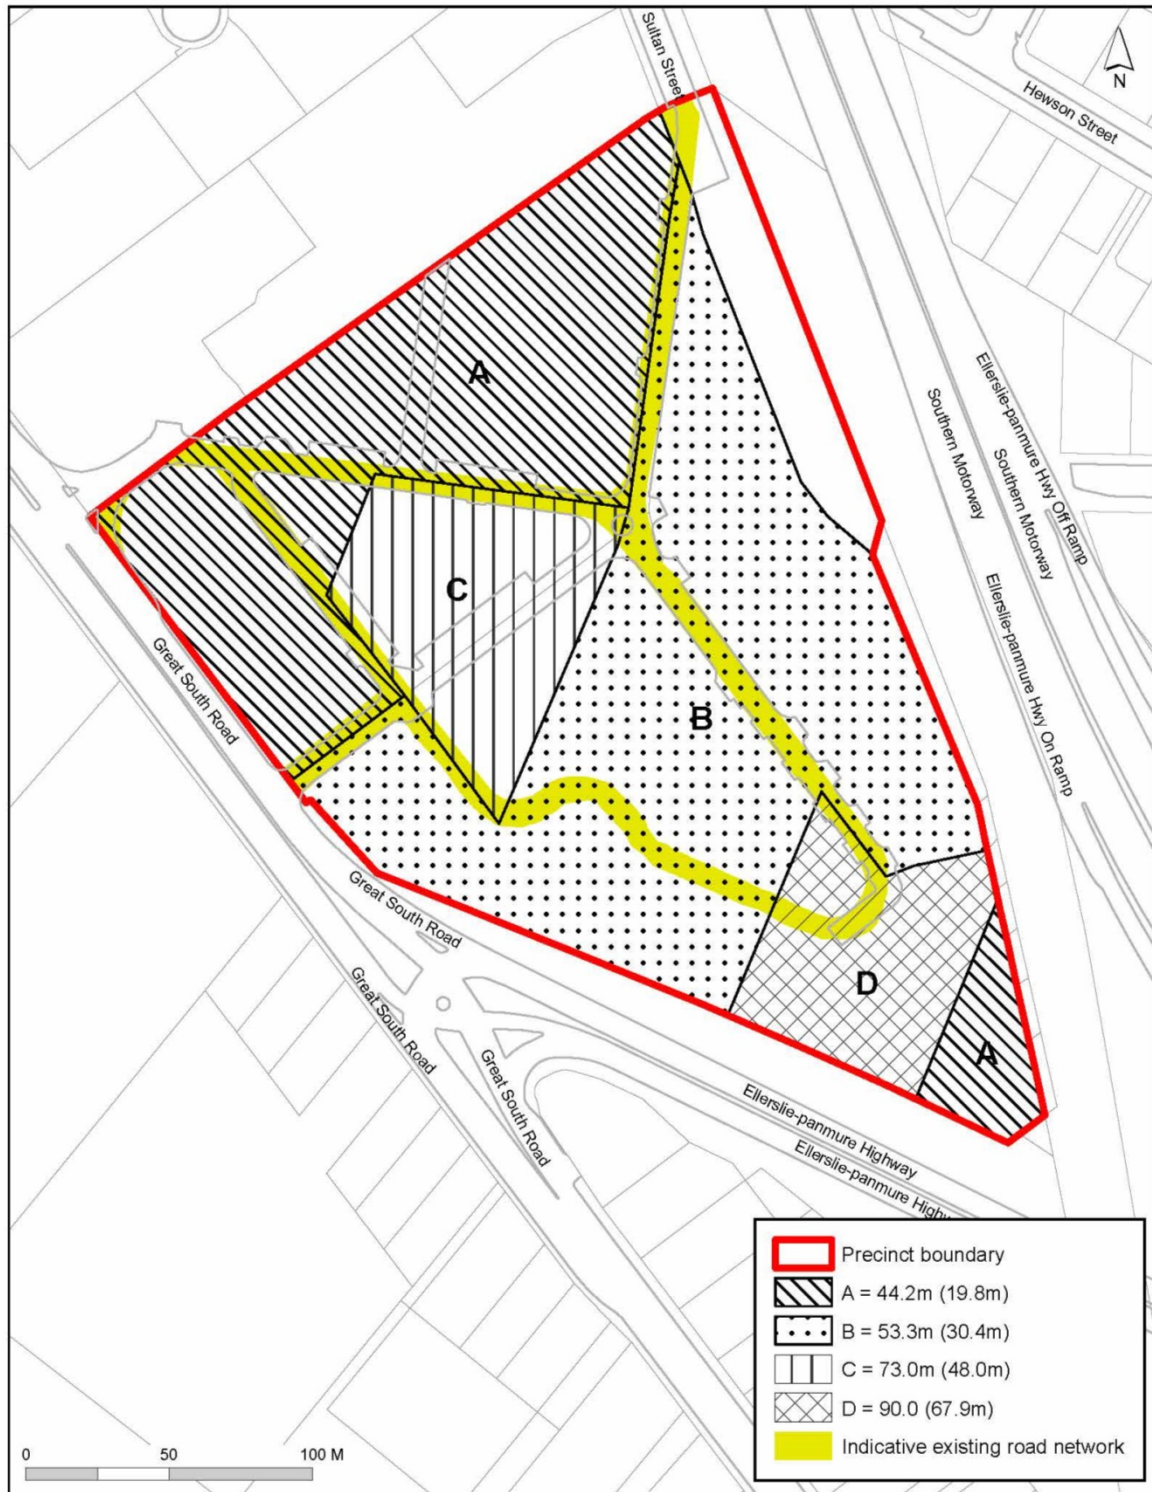 Sultan Street
N
Hewson Street
A
Ellerslie-panmure Hwy Off Ramp
Southern Motorway
Southern Motorway
C
Ellerslie-panmure Hwy On Ramp
Great South Road
B
Great South Road
Great South Road
D
A
Great South Road
Ellerslie-panmure Highway
Ellerslie-panmure Highw
Precinct boundary
A = 44.2m (19.8m)
B = 53.3m (30.4m)
C = 73.0m (48.0m)
D = 90.0 (67.9m)
Indicative existing road network
0 50 100 M